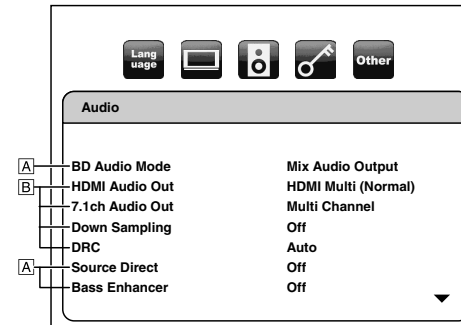 Lang
uage
Other
Audio
A BD Audio Mode Mix Audio Output
B HDMI Audio Out HDMI Multi (Normal)
7.1ch Audio Out Multi Channel
Down Sampling Off
DRC Auto
A Source Direct Off
Bass Enhancer Off